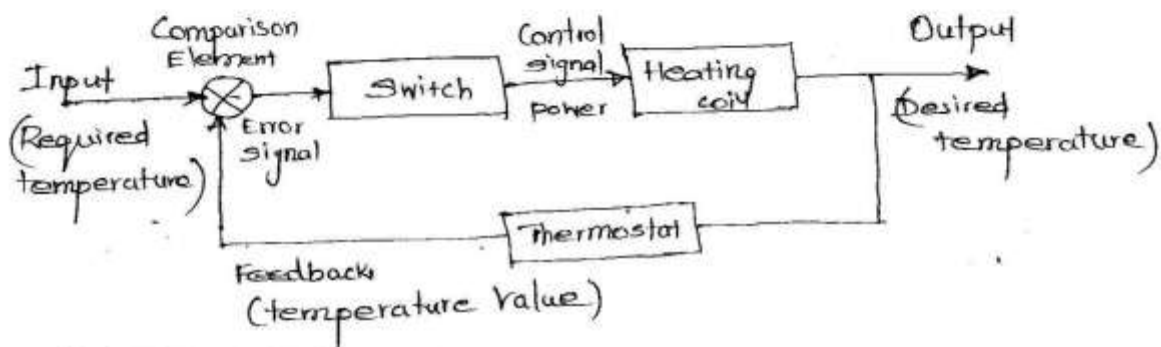 Comparison
Element
Input
(Required
temperature)
Error
signal
Switch
Control
signal
power
Heating
coil
Output
(Desired
temperature)
Thermostat
Feedback
(temperature value)